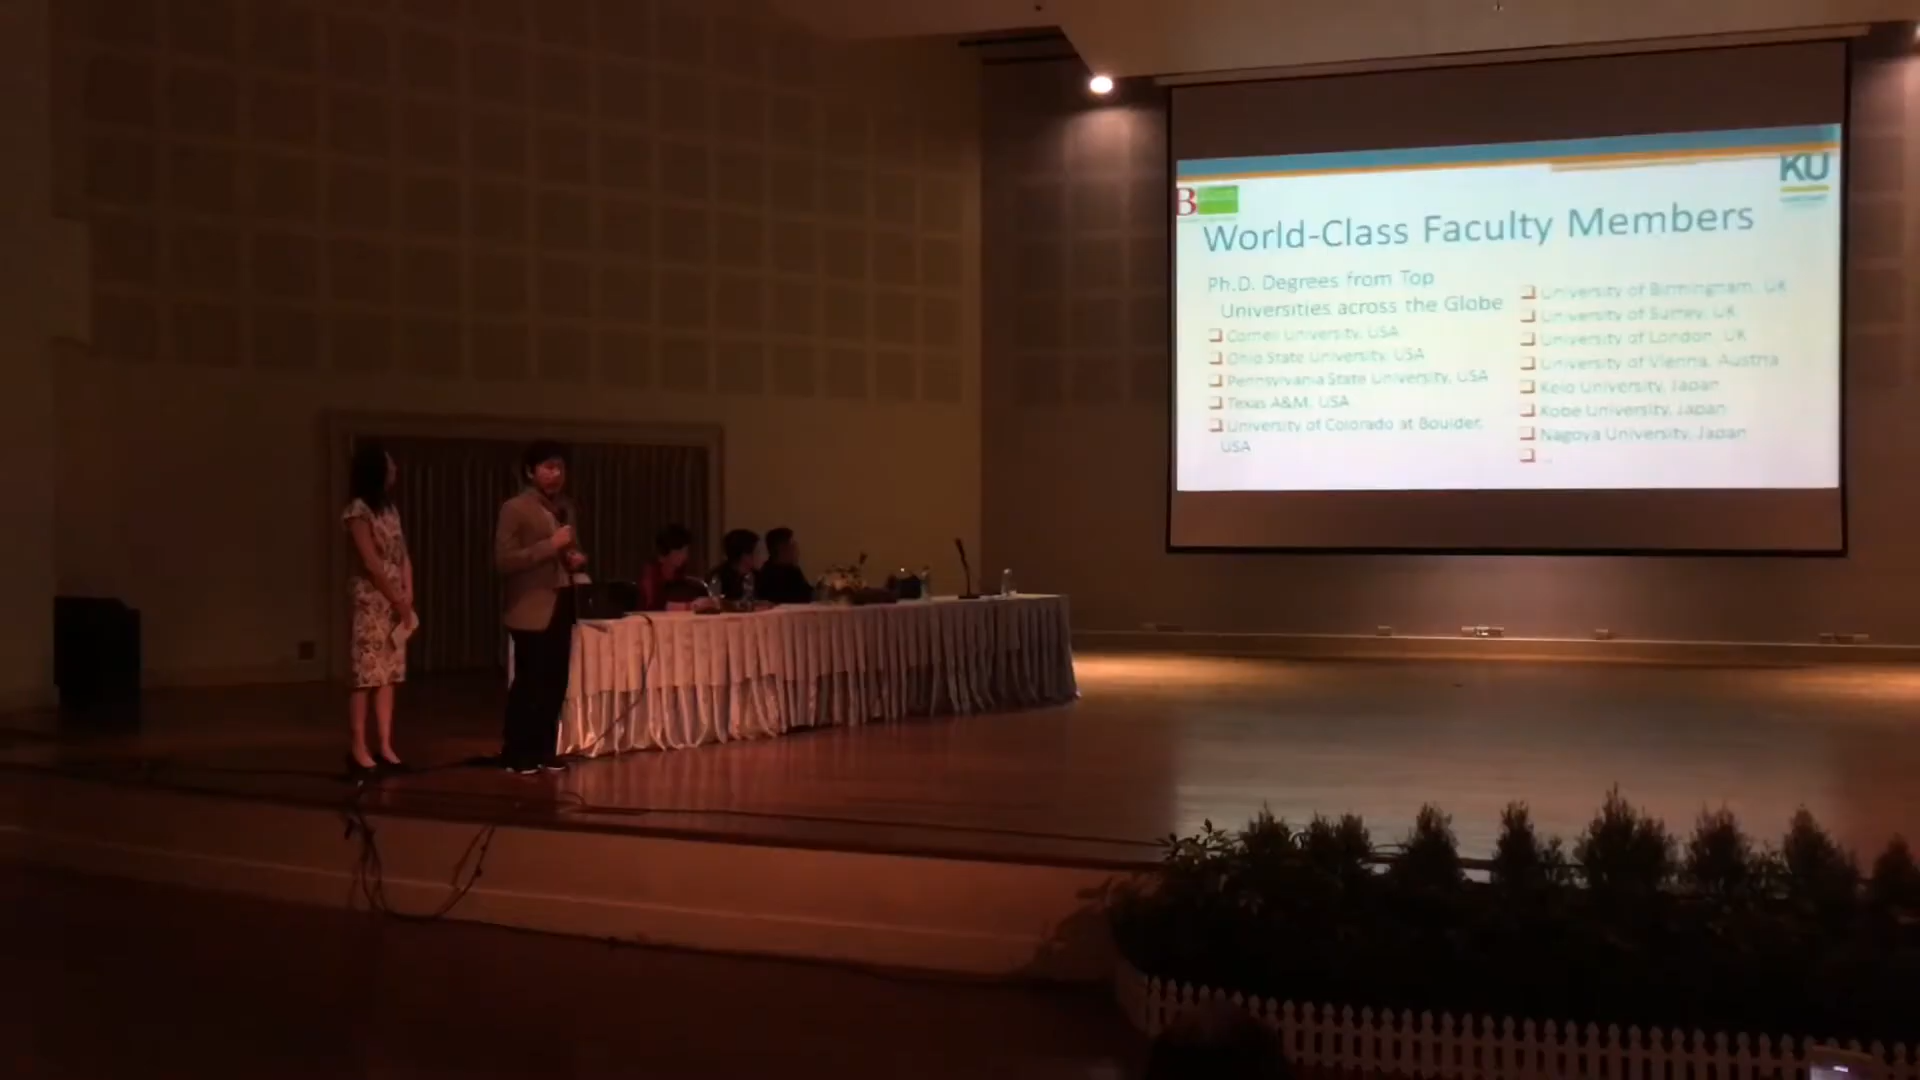 KU
B
World-Class Faculty Members
Ph.D. Degrees from Top
Universities across the Globe
Cornell University, USA
Ohio State University, USA
Pennsylvania State University, USA
Texas A&M, USA
University of Colorado at Boulder,
USA
University of Birmingham, UK
University of Surrey, UK
University of London, UK
University of Vienna, Austria
Keio University, Japan
Kobe University, Japan
Nagoya University, Japan
...